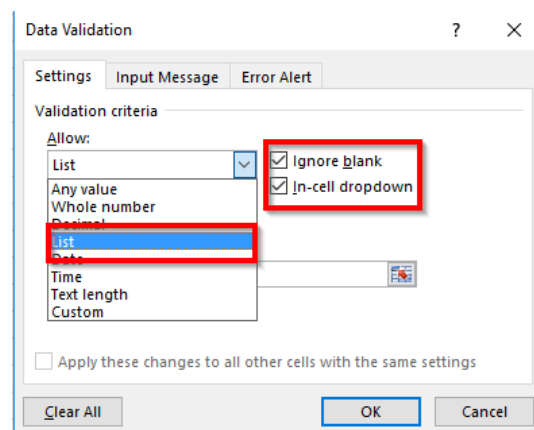 Data Validation ?
Settings Input Message Error Alert
Validation criteria
Allow:
List
Ignore blank
Any value
In-cell dropdown
Whole number
Decimal
List
Date
Time
Text length
Custom
Apply these changes to all other cells with the same settings
Clear All OK Cancel